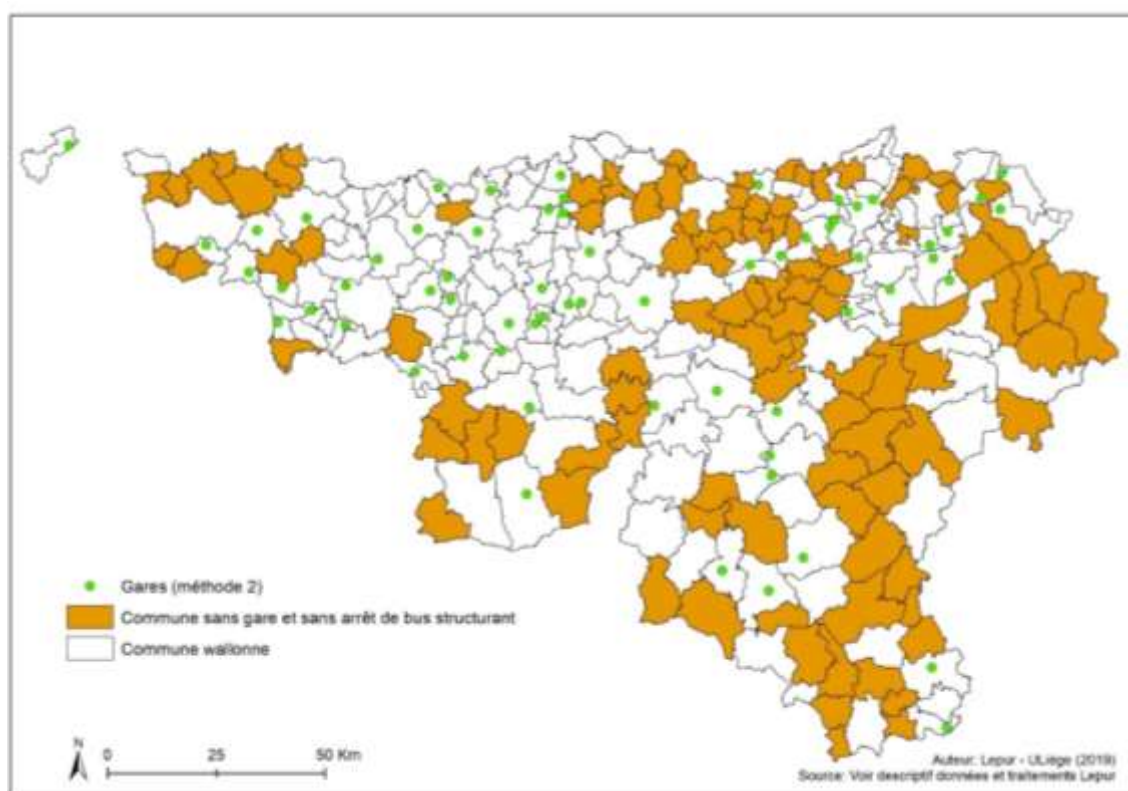 Gares (méthode 2)
Commune sans gare et sans arrêt de bus structurant
Commune wallonne
N
0 25 50 Km
Auteur: Lepur - ULiège (2019)
Source: Voir descriptif données et traitements Lepur